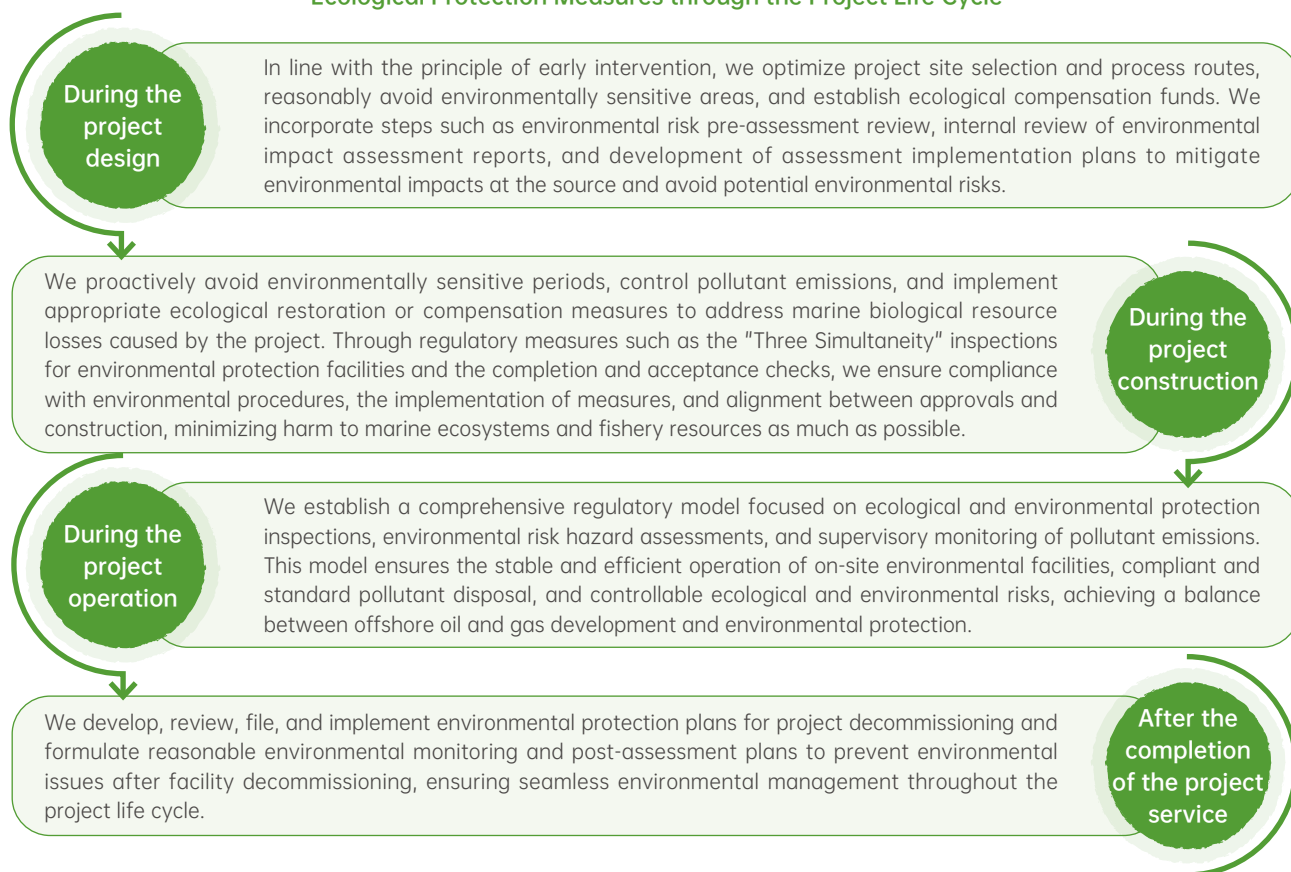 Ecological Protection Measures through the Project Life Cycle
During the
project
design
In line with the principle of early intervention, we optimize project site selection and process routes,
reasonably avoid environmentally sensitive areas, and establish ecological compensation funds. We
incorporate steps such as environmental risk pre-assessment review, internal review of environmental
impact assessment reports, and development of assessment implementation plans to mitigate
environmental impacts at the source and avoid potential environmental risks.
We proactively avoid environmentally sensitive periods, control pollutant emissions, and implement
appropriate ecological restoration or compensation measures to address marine biological resource
losses caused by the project. Through regulatory measures such as the "Three Simultaneity" inspections
for environmental protection facilities and the completion and acceptance checks, we ensure compliance
with environmental procedures, the implementation of measures, and alignment between approvals and
construction, minimizing harm to marine ecosystems and fishery resources as much as possible.
During the
project
construction
During the
project
operation
We establish a comprehensive regulatory model focused on ecological and environmental protection
inspections, environmental risk hazard assessments, and supervisory monitoring of pollutant emissions.
This model ensures the stable and efficient operation of on-site environmental facilities, compliant and
standard pollutant disposal, and controllable ecological and environmental risks, achieving a balance
between offshore oil and gas development and environmental protection.
We develop, review, file, and implement environmental protection plans for project decommissioning and
formulate reasonable environmental monitoring and post-assessment plans to prevent environmental
issues after facility decommissioning, ensuring seamless environmental management throughout the
project life cycle.
After the
completion
of the project
service